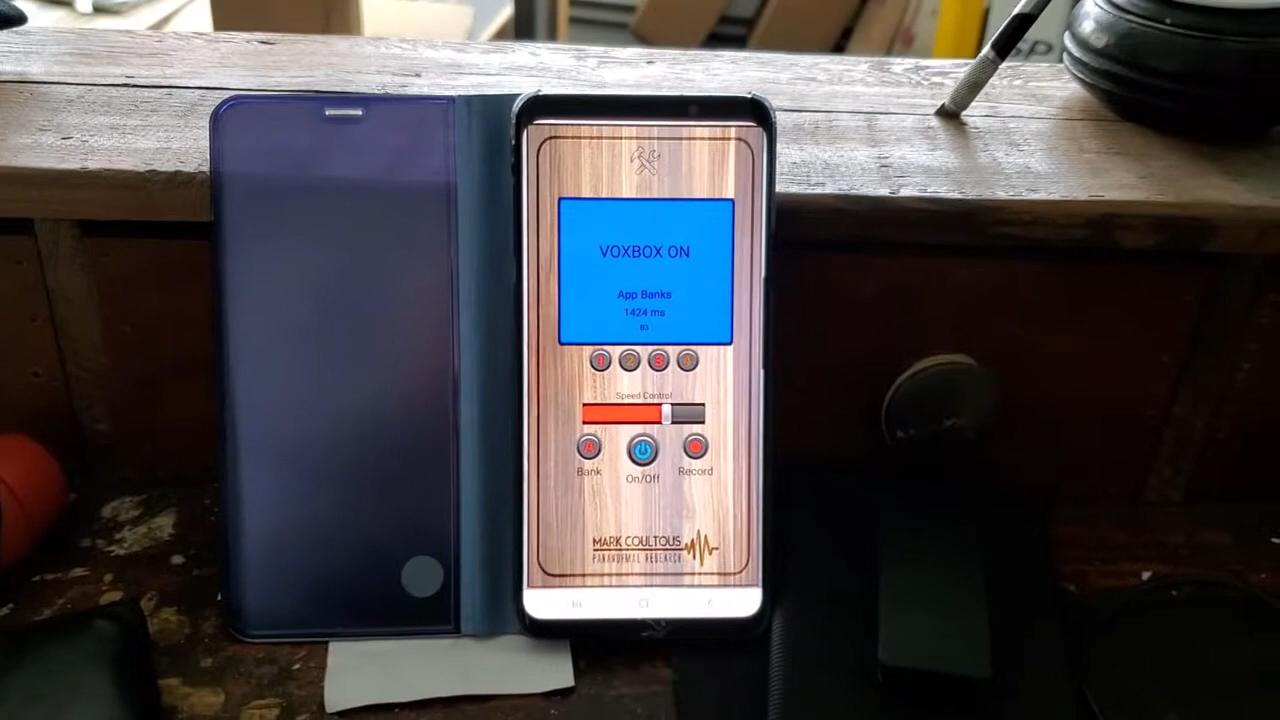 sp
VOXBOX ON
App Banks
1424 ms
B3
1 2 3 4
Speed Control
A
Bank
On/Off
Record
MARK COULTOUS
PARANORMAL RESEARCH